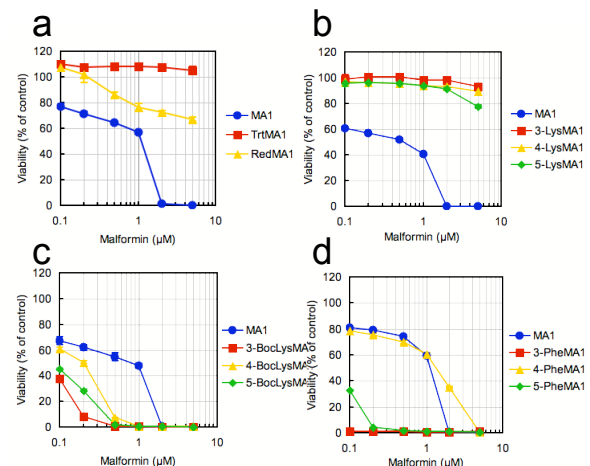 a
120
100
80
60
40
20
0
0.1
1
10
Viability (% of control)
Malformin (µM)
MA1
TrtMA1
RedMA1
b
120
100
80
60
40
20
0
0.1
1
10
Viability (% of control)
Malformin (µM)
MA1
3-LysMA1
4-LysMA1
5-LysMA1
c
120
100
80
60
40
20
0
0.1
1
10
Viability (% of control)
Malformin (µM)
MA1
3-BocLysMA
4-BocLysMA
5-BocLysMA
d
120
100
80
60
40
20
0
0.1
1
10
Viability (% of control)
Malformin (µM)
MA1
3-PheMA1
4-PheMA1
5-PheMA1